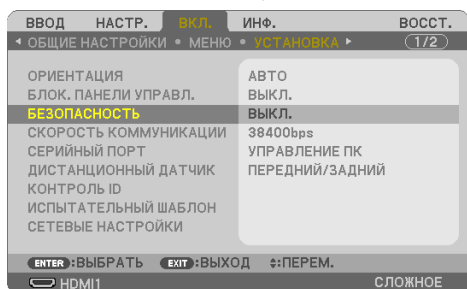 ВВОД НАСТР. ВКЛ. ИНФ. ВОССТ.
ОБЩИЕ НАСТРОЙКИ • МЕНЮ • УСТАНОВКА 1/2
ОРИЕНТАЦИЯ АВТО
БЛОК. ПАНЕЛИ УПРАВЛ. ВЫКЛ.
БЕЗОПАСНОСТЬ ВЫКЛ.
СКОРОСТЬ КОММУНИКАЦИИ 38400bps
СЕРИЙНЫЙ ПОРТ УПРАВЛЕНИЕ ПК
ДИСТАНЦИОННЫЙ ДАТЧИК ПЕРЕДНИЙ/ЗАДНИЙ
КОНТРОЛЬ ID
ИСПЫТАТЕЛЬНЫЙ ШАБЛОН
СЕТЕВЫЕ НАСТРОЙКИ
ENTER :ВЫБРАТЬ EXIT :ВЫХОД :ПЕРЕМ.
HDMI1 СЛОЖНОЕ